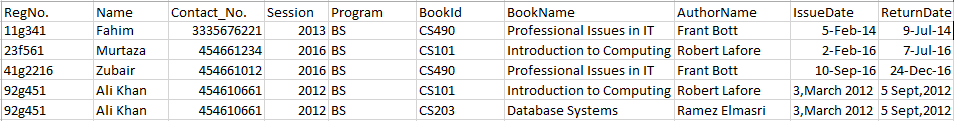 RegNo. Name Contact_No. Session Program BookId BookName AuthorName IssueDate ReturnDate
11g341 Fahim 3335676221 2013 BS CS490 Professional Issues in IT Frant Bott 5-Feb-14 9-Jul-14
23f561 Murtaza 454661234 2016 BS CS101 Introduction to Computing Robert Lafore 2-Feb-16 7-Jul-16
41g2216 Zubair 454661012 2016 BS CS490 Professional Issues in IT Frant Bott 10-Sep-16 24-Dec-16
92g451 Ali Khan 454610661 2012 BS CS101 Introduction to Computing Robert Lafore 3,March 2012 5 Sept,2012
92g451 Ali Khan 454610661 2012 BS CS203 Database Systems Ramez Elmasri 3,March 2012 5 Sept,2012